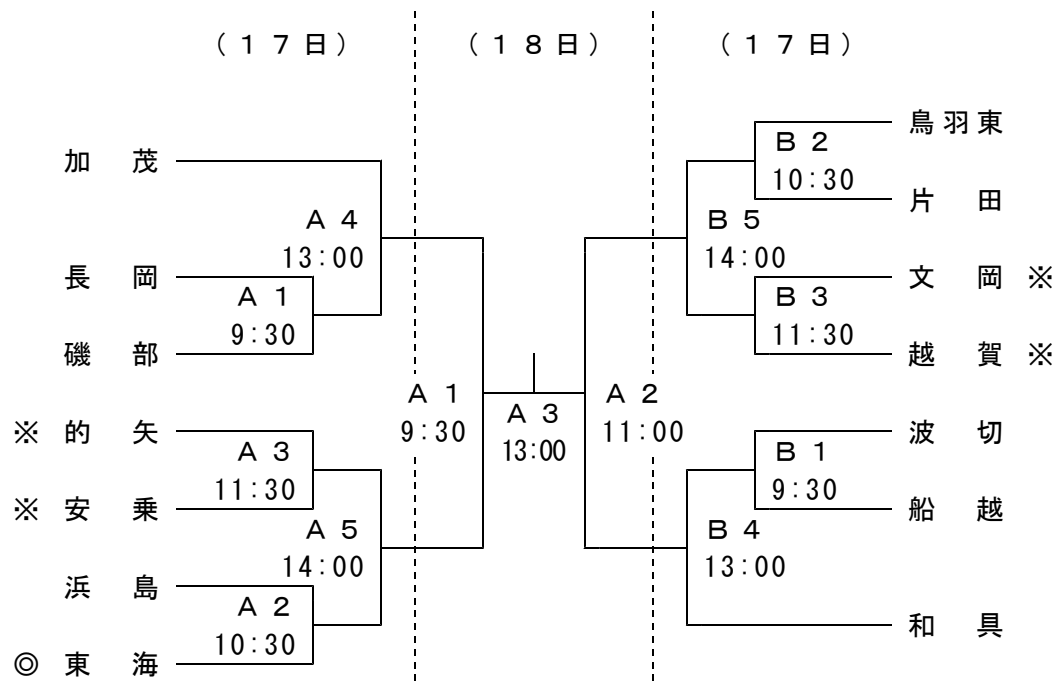 （１７日） （１８日） （１７日）
鳥羽東
Ｂ２
加　茂
10:30
片　田
Ａ４
Ｂ５
13:00
14:00
長　岡
文　岡 ※
Ａ１
Ｂ３
9:30
11:30
磯　部
越　賀 ※
Ａ１
Ａ２
Ａ３
9:30
11:00
13:00
※ 的　矢
波　切
Ａ３
Ｂ１
11:30
9:30
※ 安　乗
船　越
Ａ５
Ｂ４
14:00
13:00
浜　島
Ａ２
10:30
和　具
◎ 東　海